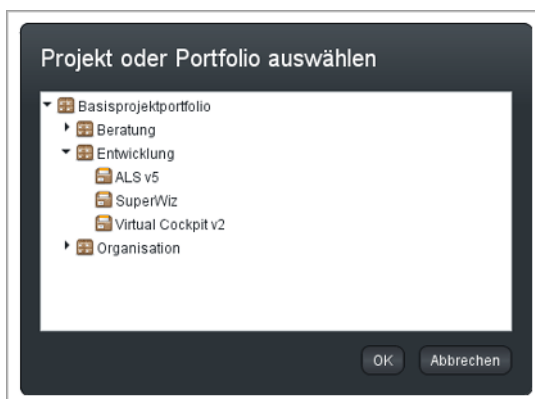 Projekt oder Portfolio auswählen
Basisprojektportfolio
Beratung
Entwicklung
ALS v5
SuperWiz
Virtual Cockpit v2
Organisation
OK Abbrechen